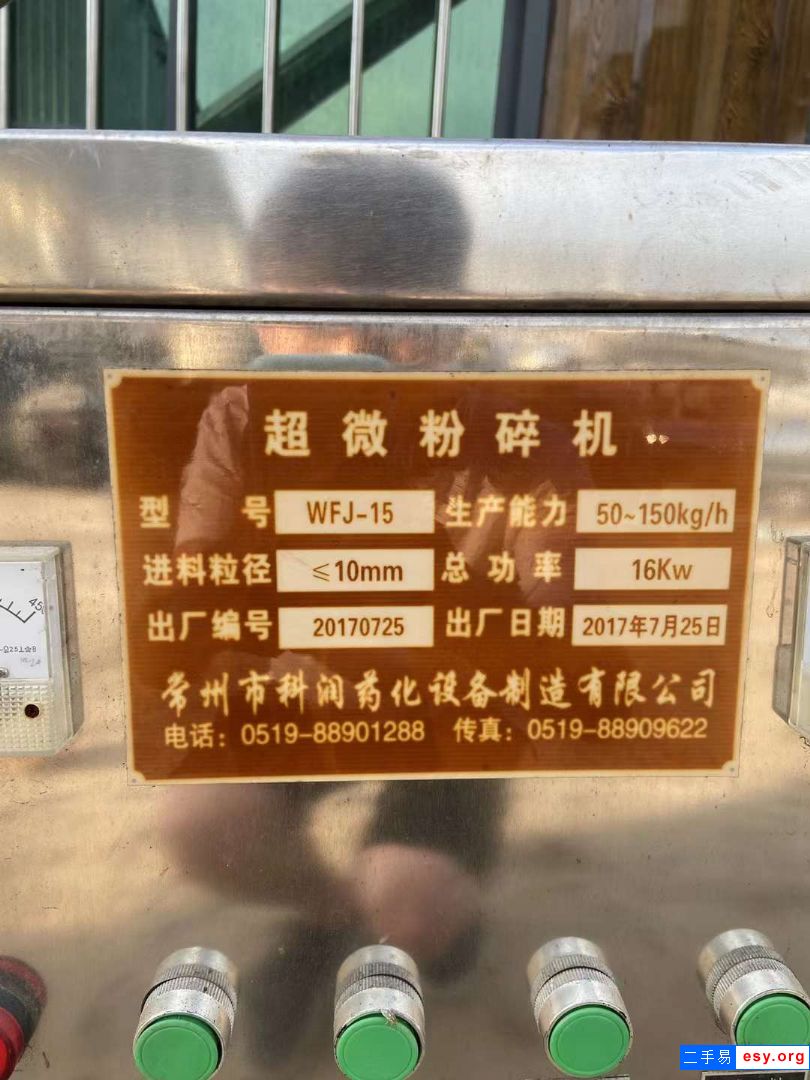 超微粉碎机
型号 WFJ-15 生产能力 50~150kg/h
进料粒径 ≤10mm 总功率 16Kw
出厂编号 20170725 出厂日期 2017年7月25日
常州市科润药化设备制造有限公司
电话：0519-88901288 传真：0519-88909622
二手易 esy.org